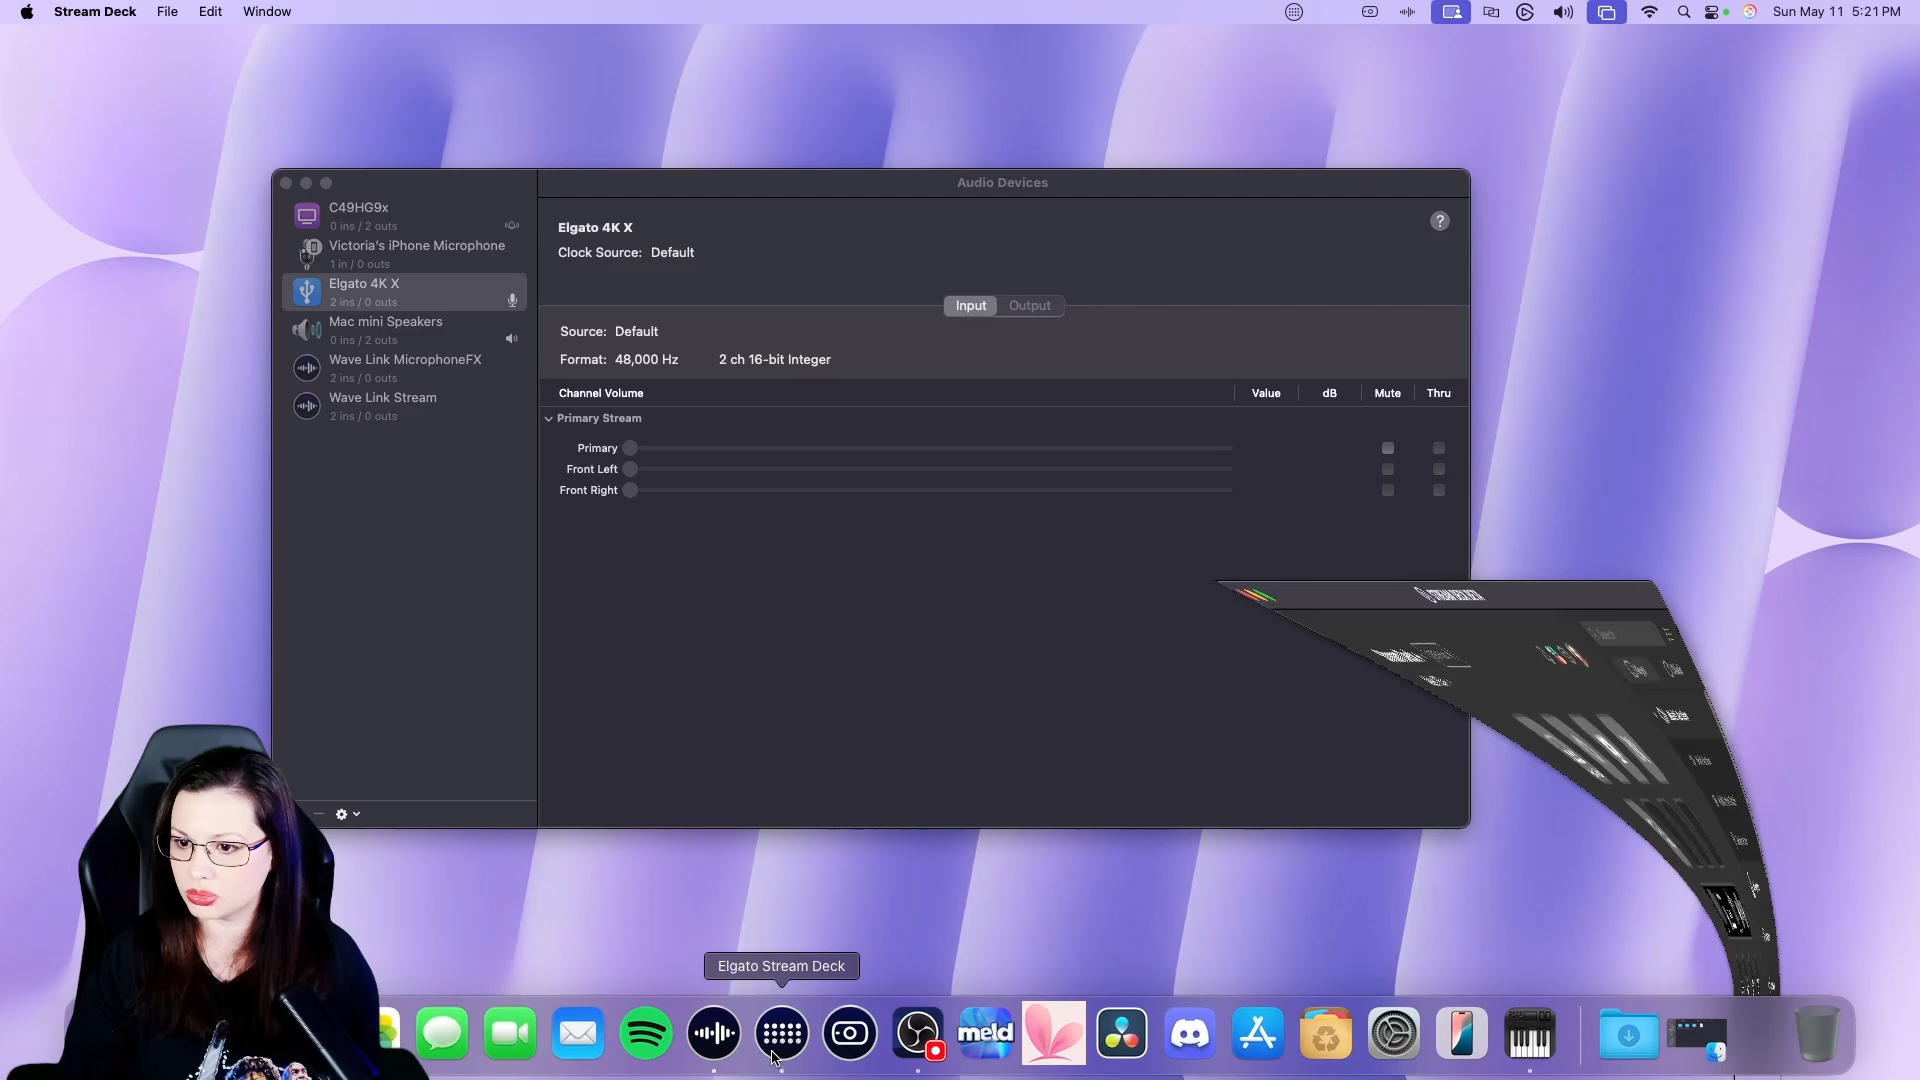 Stream Deck File Edit Window
Sun May 11 5:21 PM
Audio Devices
C49HG9x
0 ins / 2 outs
Victoria's iPhone Microphone
1 in / 0 outs
Elgato 4K X
2 ins / 0 outs
Mac mini Speakers
0 ins / 2 outs
Wave Link MicrophoneFX
2 ins / 0 outs
Wave Link Stream
2 ins / 0 outs
Elgato 4K X
?
Clock Source: Default
Input Output
Source: Default
Format: 48,000 Hz 2 ch 16-bit Integer
Channel Volume Value dB Mute Thru
Primary Stream
Primary
Front Left
Front Right
Search
Elgato Stream Deck
meld